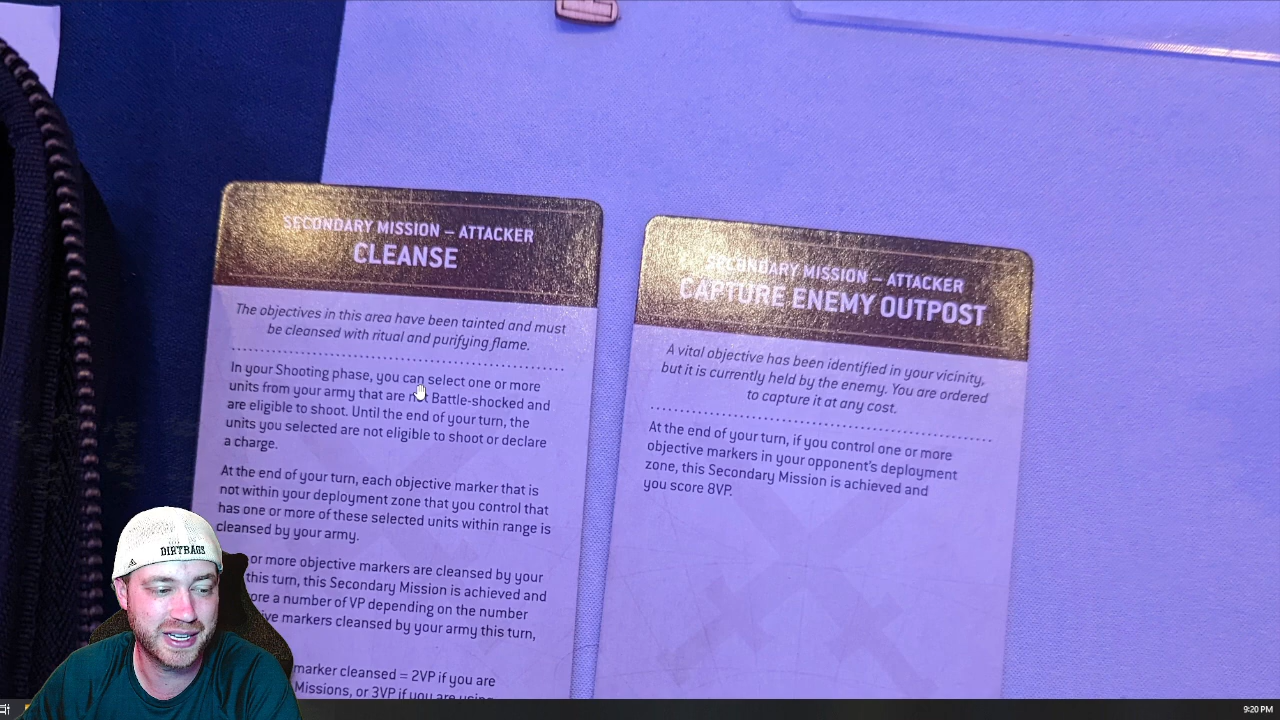 SECONDARY MISSION – ATTACKER
CLEANSE
The objectives in this area have been tainted and must
be cleansed with ritual and purifying flame.
In your Shooting phase, you can select one or more
units from your army that are Battle-shocked and
are eligible to shoot. Until the end of your turn, the
units you selected are not eligible to shoot or declare
a charge.
At the end of your turn, each objective marker that is
not within your deployment zone that you control that
has one or more of these selected units within range is
cleansed by your army.
or more objective markers are cleansed by your
this turn, this Secondary Mission is achieved and
a number of VP depending on the number
markers cleansed by your army this turn,
marker cleansed = 2VP if you are
Missions, or 3VP if you are using
SECONDARY MISSION – ATTACKER
CAPTURE ENEMY OUTPOST
A vital objective has been identified in your vicinity,
but it is currently held by the enemy. You are ordered
to capture it at any cost.
At the end of your turn, if you control one or more
objective markers in your opponent's deployment
zone, this Secondary Mission is achieved and
you score 8VP.
DIRTBAGS
9:20 PM